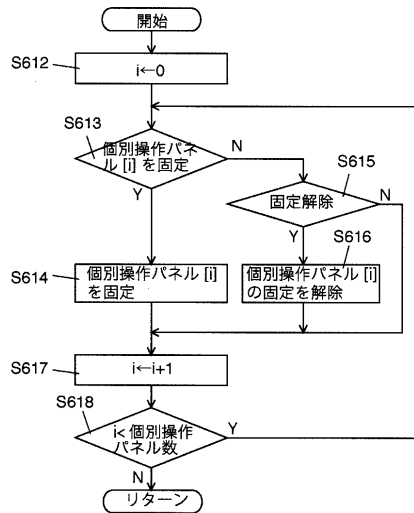 開始
S612
i←0
S613
個別操作パネ
ル [i] を固定
N
Y
S615
固定解除
N
Y
S616
S614
個別操作パネル [i]
を固定
個別操作パネル [i]
の固定を解除
S617
i←i+1
S618
i< 個別操作
パネル数
Y
N
リターン